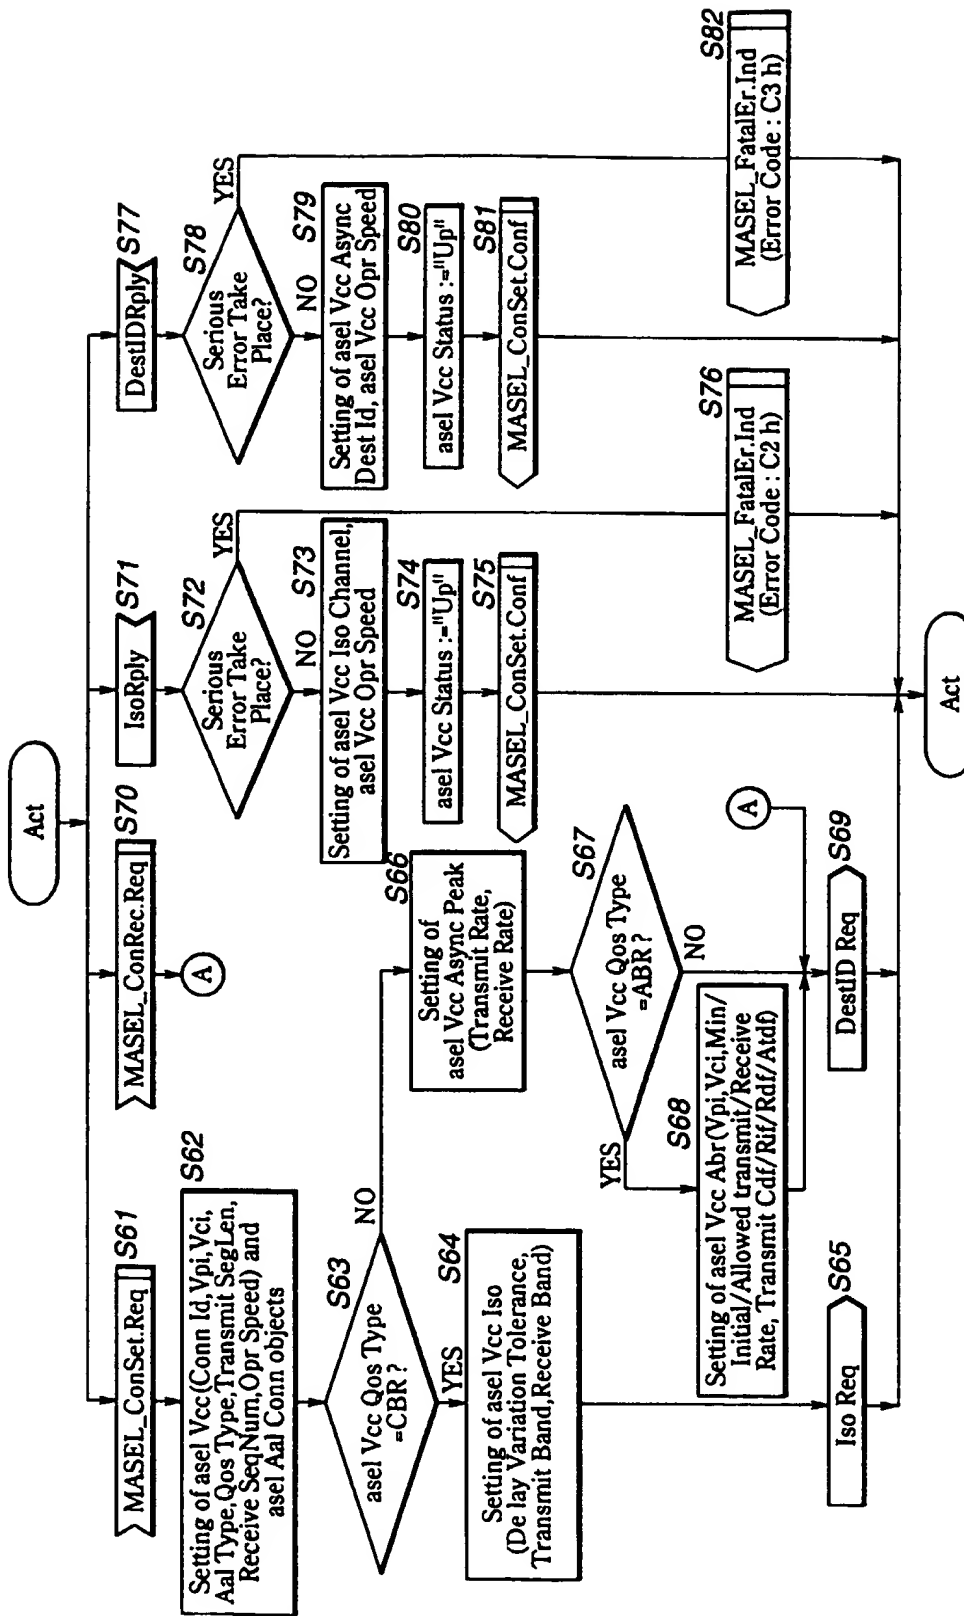 Act
MASEL_ConSet.Req
S61
Setting of asel Vcc(Conn Id,Vpi,Vci,
Aal Type,Qos Type,Transmit SegLen,
Receive SeqNum,Opr Speed) and
asel Aal Conn objects
S62
asel Vcc Qos Type
=CBR ?
S63
NO
YES
Setting of asel Vcc Iso
(De lay Variation Tolerance,
Transmit Band,Receive Band)
S64
Iso Req
S65
Setting of
asel Vcc Async Peak
(Transmit Rate,
Receive Rate)
S66
asel Vcc Qos Type
=ABR ?
S67
YES
NO
Setting of asel Vcc Abr(Vpi,Vci,Min/
Initial/Allowed transmit/Receive
Rate, Transmit Cdf/Rif/Rdf/Atdf)
S68
A
DestID Req
S69
MASEL_ConRec.Req
S70
A
IsoRply
S71
Serious
Error Take
Place?
S72
YES
NO
Setting of asel Vcc Iso Channel,
asel Vcc Opr Speed
S73
asel Vcc Status :="Up"
S74
MASEL_ConSet.Conf
S75
MASEL_FatalEr.Ind
(Error Code : C2 h)
S76
DestIDRply
S77
Serious
Error Take
Place?
S78
YES
NO
Setting of asel Vcc Async
Dest Id, asel Vcc Opr Speed
S79
asel Vcc Status :="Up"
S80
MASEL_ConSet.Conf
S81
MASEL_FatalEr.Ind
(Error Code : C3 h)
S82
Act